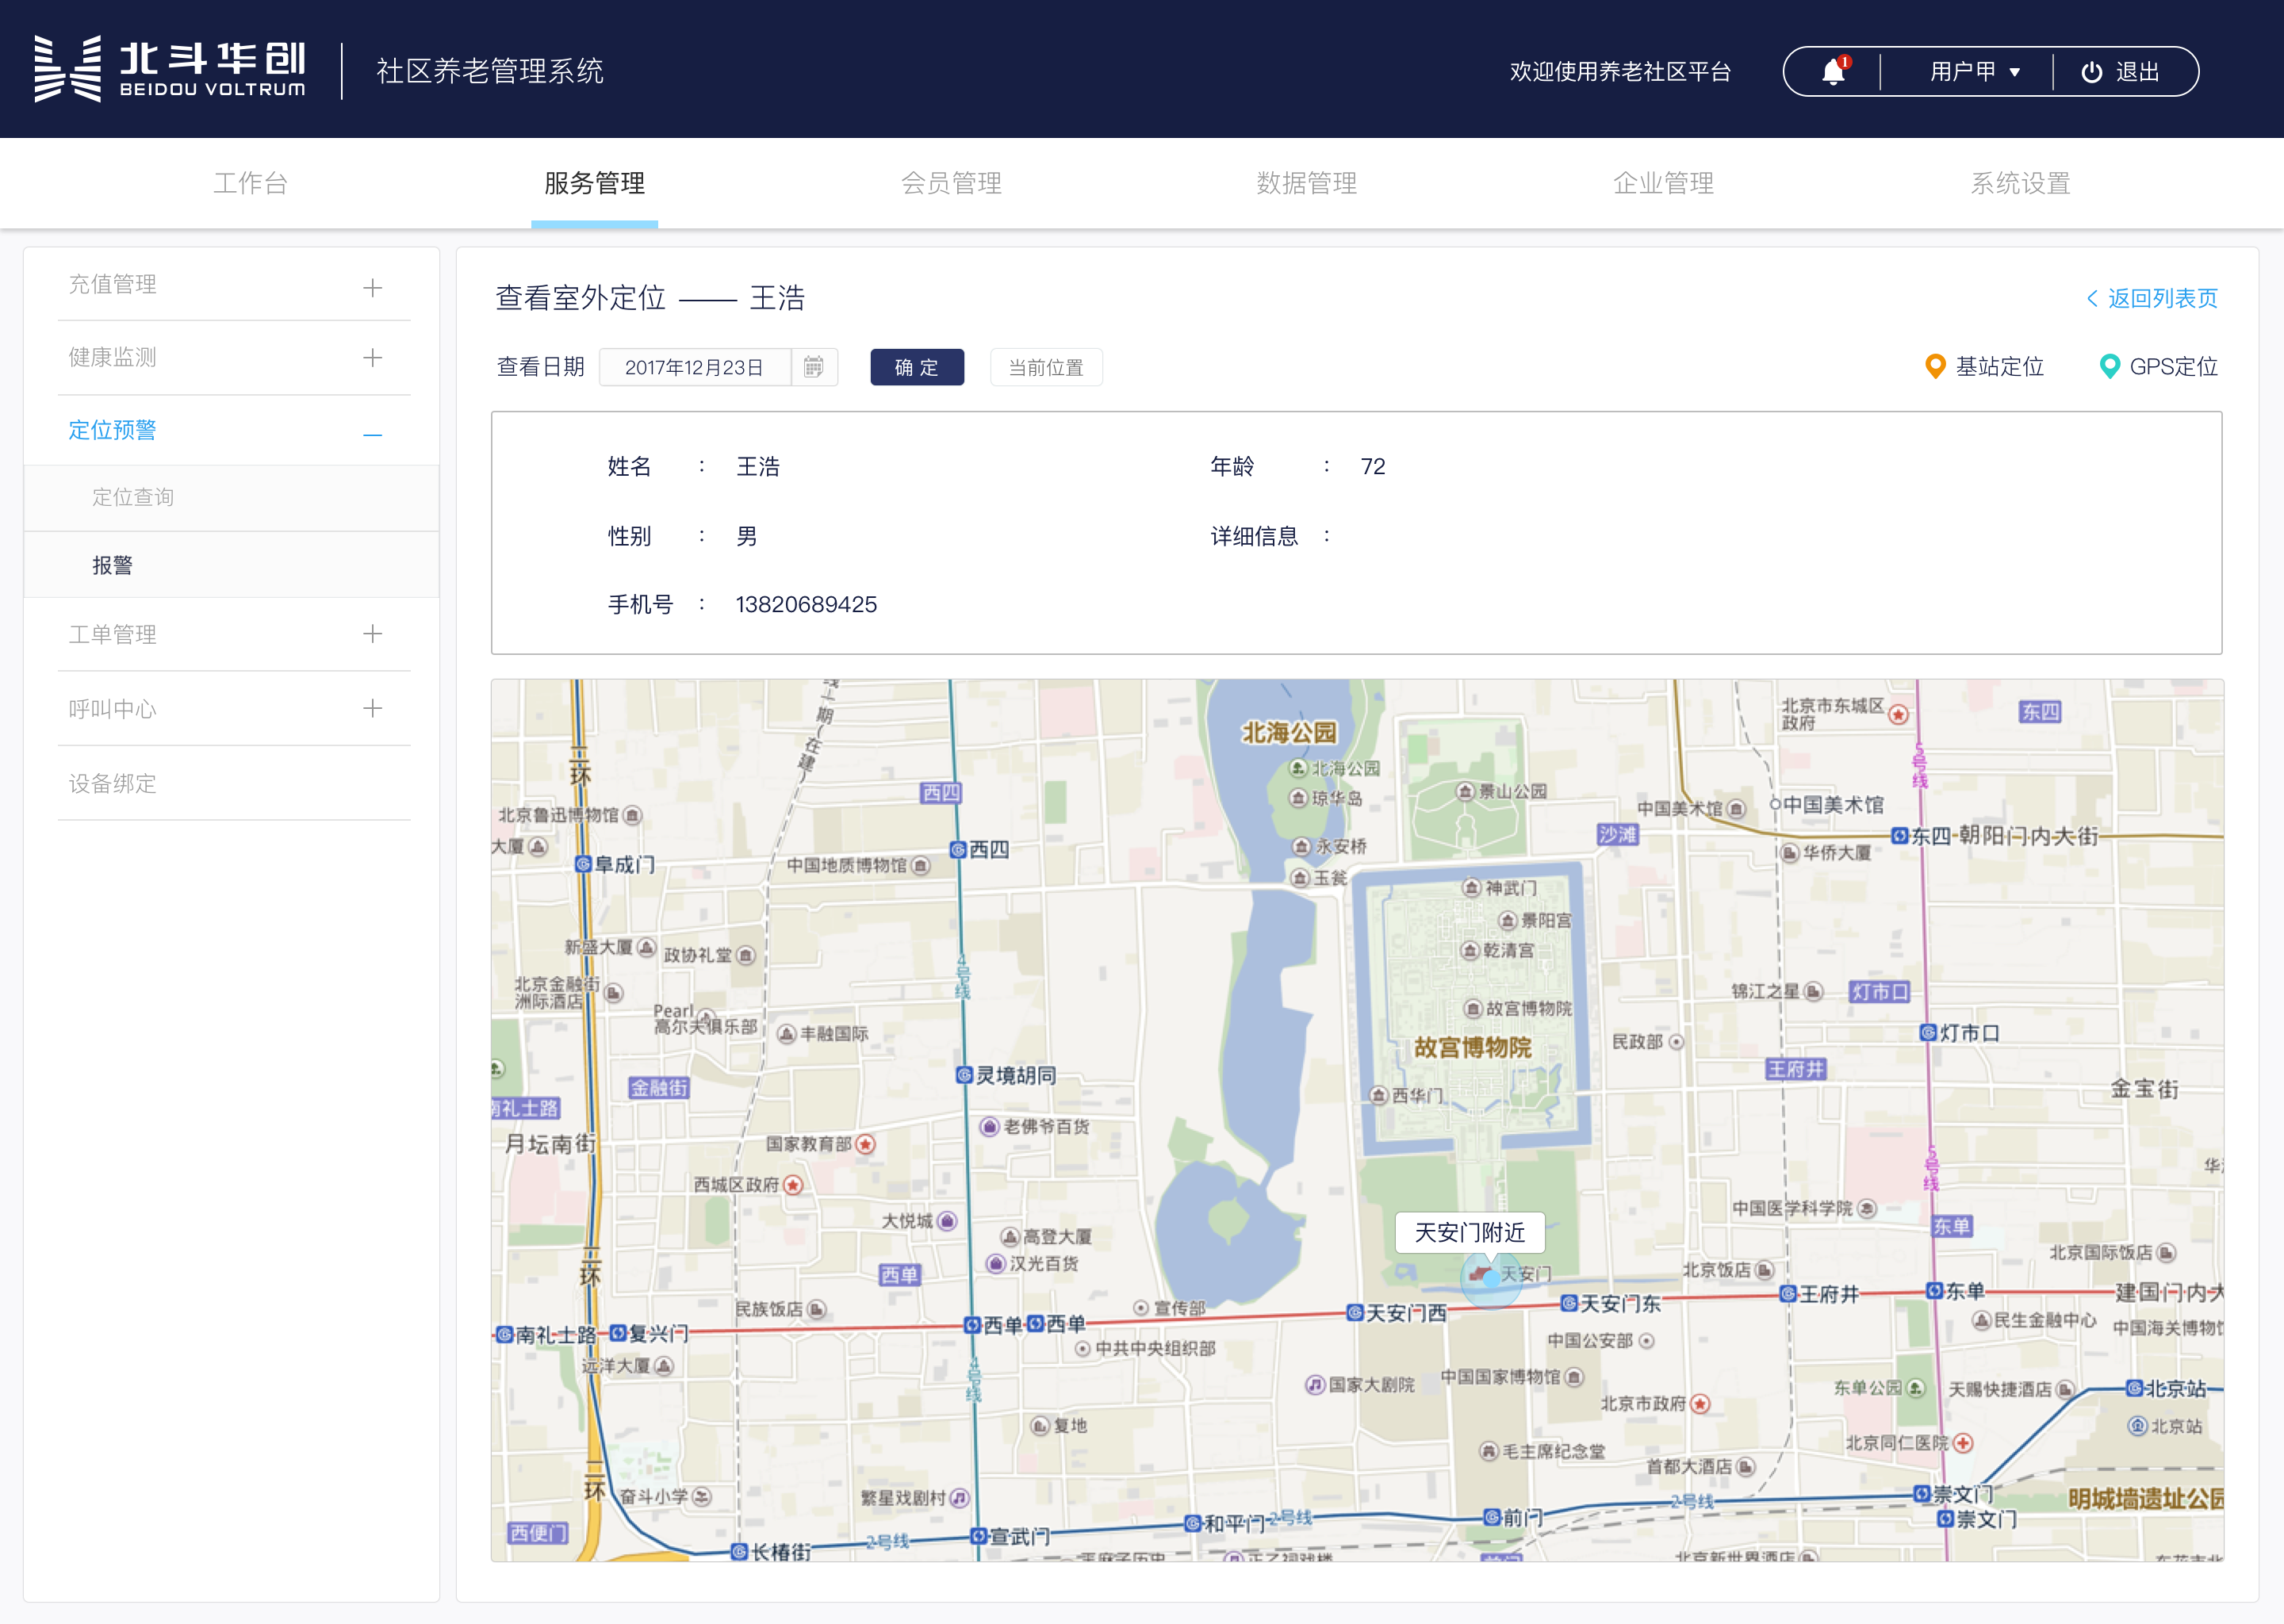 北斗华创
BEIDOU VOLTRUM
社区养老管理系统
欢迎使用养老社区平台
1
用户甲
退出
工作台
服务管理
会员管理
数据管理
企业管理
系统设置
充值管理
健康监测
定位预警
定位查询
报警
工单管理
呼叫中心
设备绑定
查看室外定位 —— 王浩
返回列表页
查看日期
2017年12月23日
确 定
当前位置
基站定位
GPS定位
姓名 : 王浩
年龄 : 72
性别 : 男
详细信息 :
手机号 : 13820689425
期(在建)
北海公园
北京市东城区
政府
东四
二环
5号线
北海公园
西四
琼华岛
景山公园
中国美术馆
中国美术馆
北京鲁迅博物馆
沙滩
东四
朝阳门内大街
大厦
西四
永安桥
华侨大厦
阜成门
中国地质博物馆
玉瓮
神武门
景阳宫
新盛大厦
政协礼堂
乾清宫
4号线
北京金融街
洲际酒店
锦江之星
灯市口
Pearl
高尔夫俱乐部
丰融国际
故宫博物院
灯市口
故宫博物院
民政部
王府井
灵境胡同
金融街
西华门
金宝街
南礼士路
老佛爷百货
月坛南街
国家教育部
5号线
西城区政府
中国医学科学院
大悦城
东单
高登大厦
天安门附近
北京国际饭店
汉光百货
西单
天安门
北京饭店
二环
民族饭店
宣传部
王府井
东单
建国门内大
南礼士路
复兴门
西单
西单
天安门西
天安门东
民生金融中心
中国海关博物馆
中共中央组织部
中国公安部
远洋大厦
4号线
国家大剧院
中国国家博物馆
东单公园
天赐快捷酒店
北京站
北京市政府
复地
北京站
毛主席纪念堂
北京同仁医院
首都大酒店
二环
奋斗小学
繁星戏剧村
崇文门
明城墙遗址公园
2号线
前门
2号线
和平门
崇文门
西便门
2号线
宣武门
长椿街
前门
正乙祠戏楼
北京新世界酒店